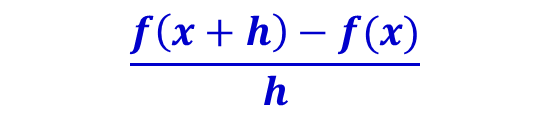 f(x + h) − f(x)
h